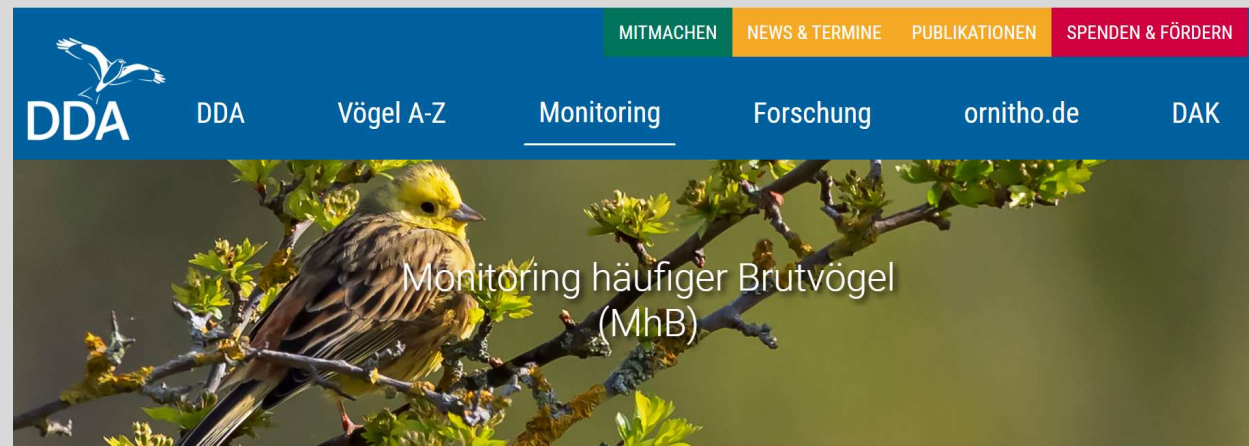 MITMACHEN NEWS & TERMINE PUBLIKATIONEN SPENDEN & FÖRDERN
DDA
DDA Vögel A-Z Monitoring Forschung ornitho.de DAK
Monitoring häufiger Brutvögel
(MhB)